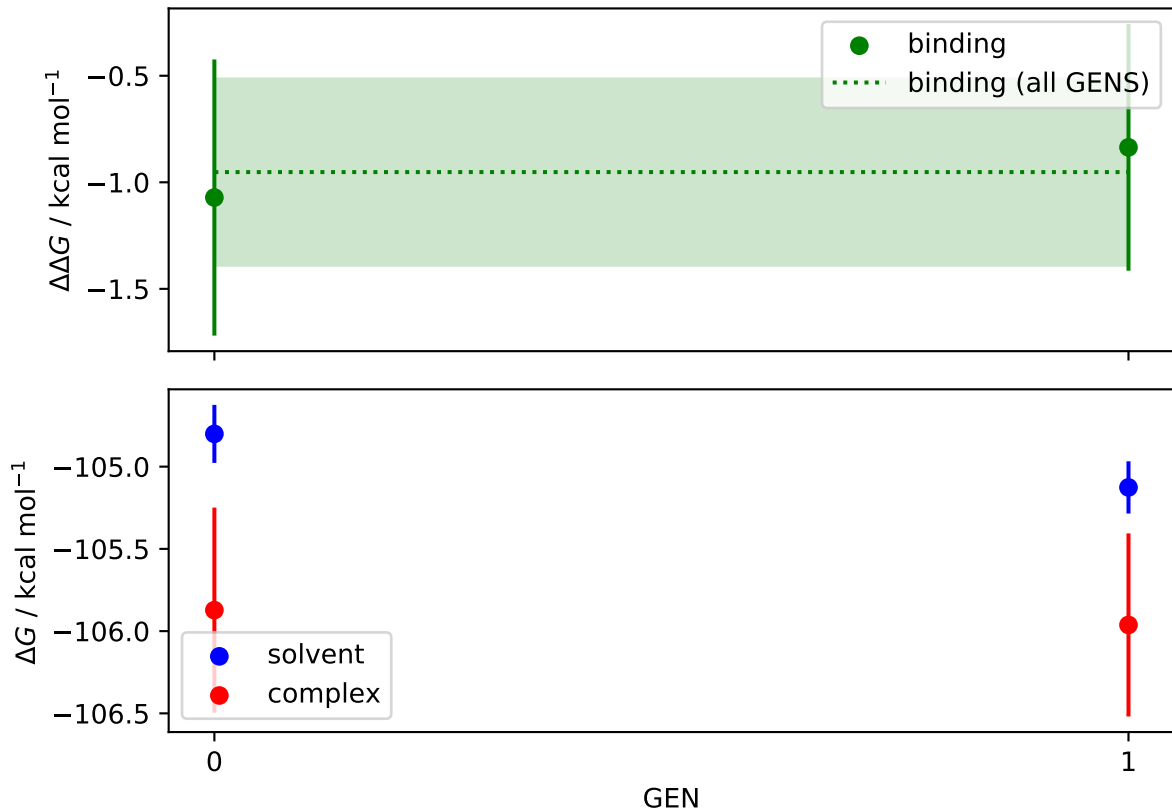 binding
binding (all GENS)
−0.5
−1.0
−1.5
ΔΔG / kcal mol⁻¹
−105.0
−105.5
−106.0
−106.5
ΔG / kcal mol⁻¹
solvent
complex
0 1
GEN